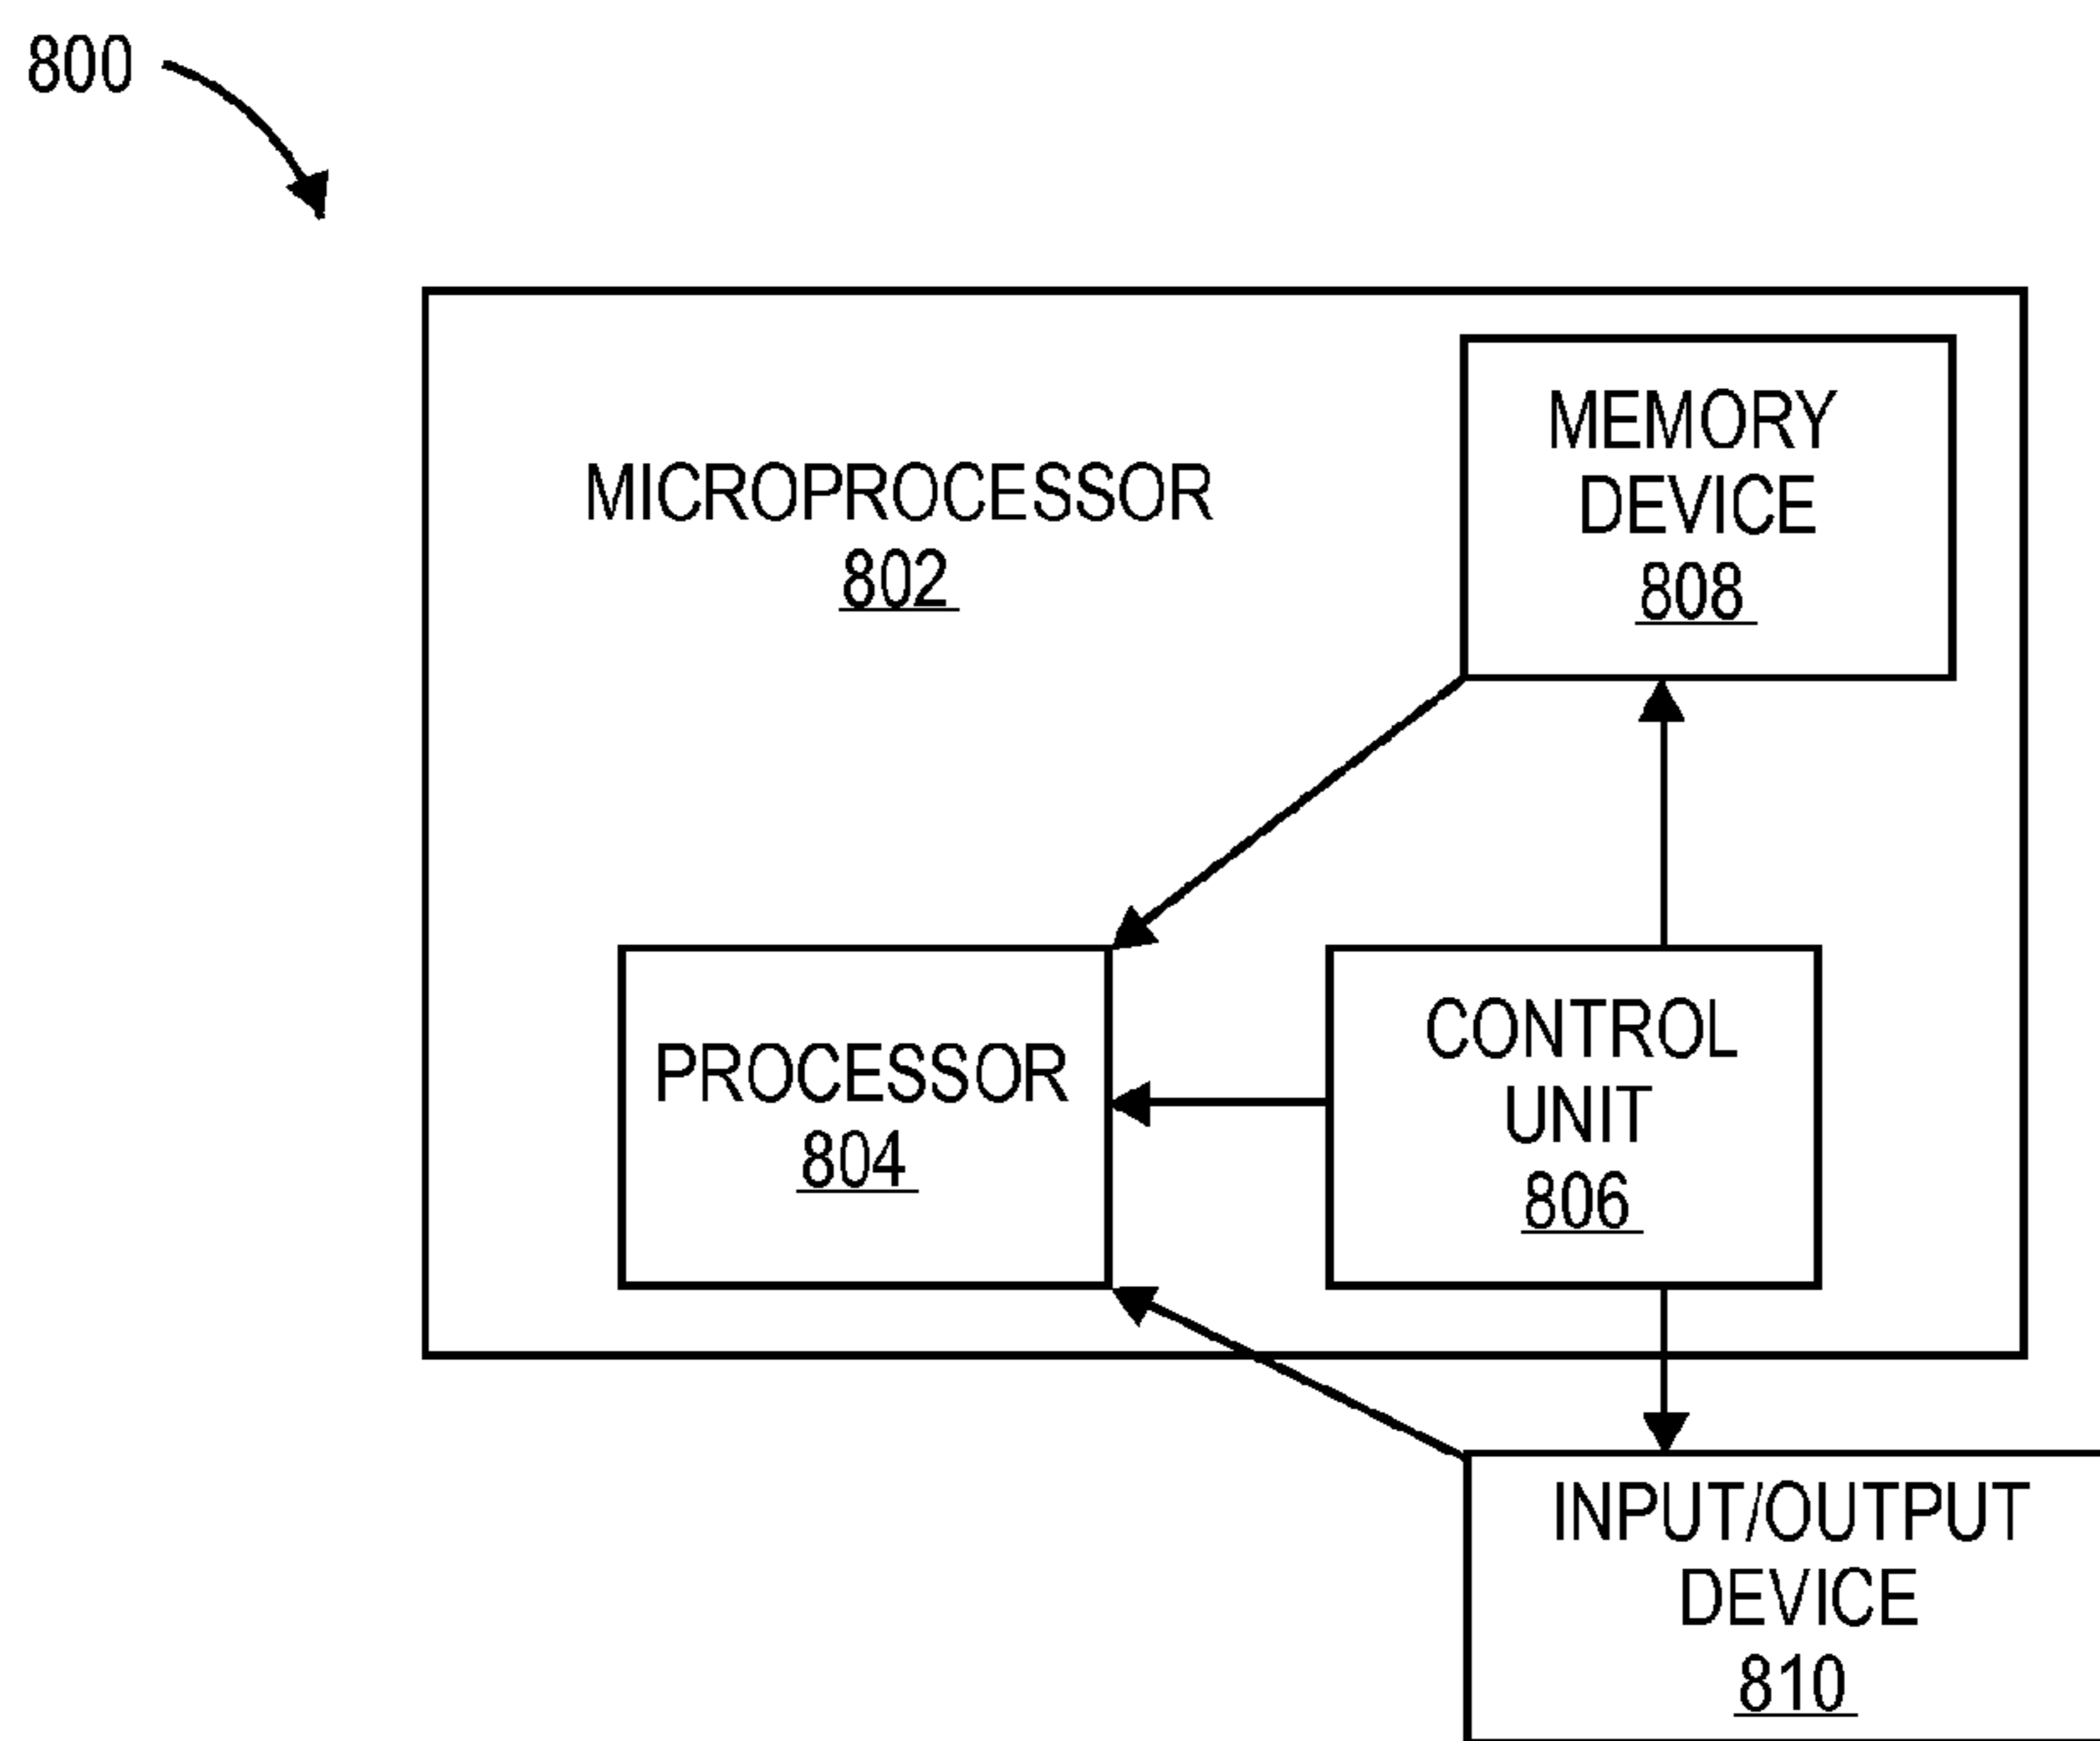 800
MICROPROCESSOR
802
MEMORY
DEVICE
808
PROCESSOR
804
CONTROL
UNIT
806
INPUT/OUTPUT
DEVICE
810